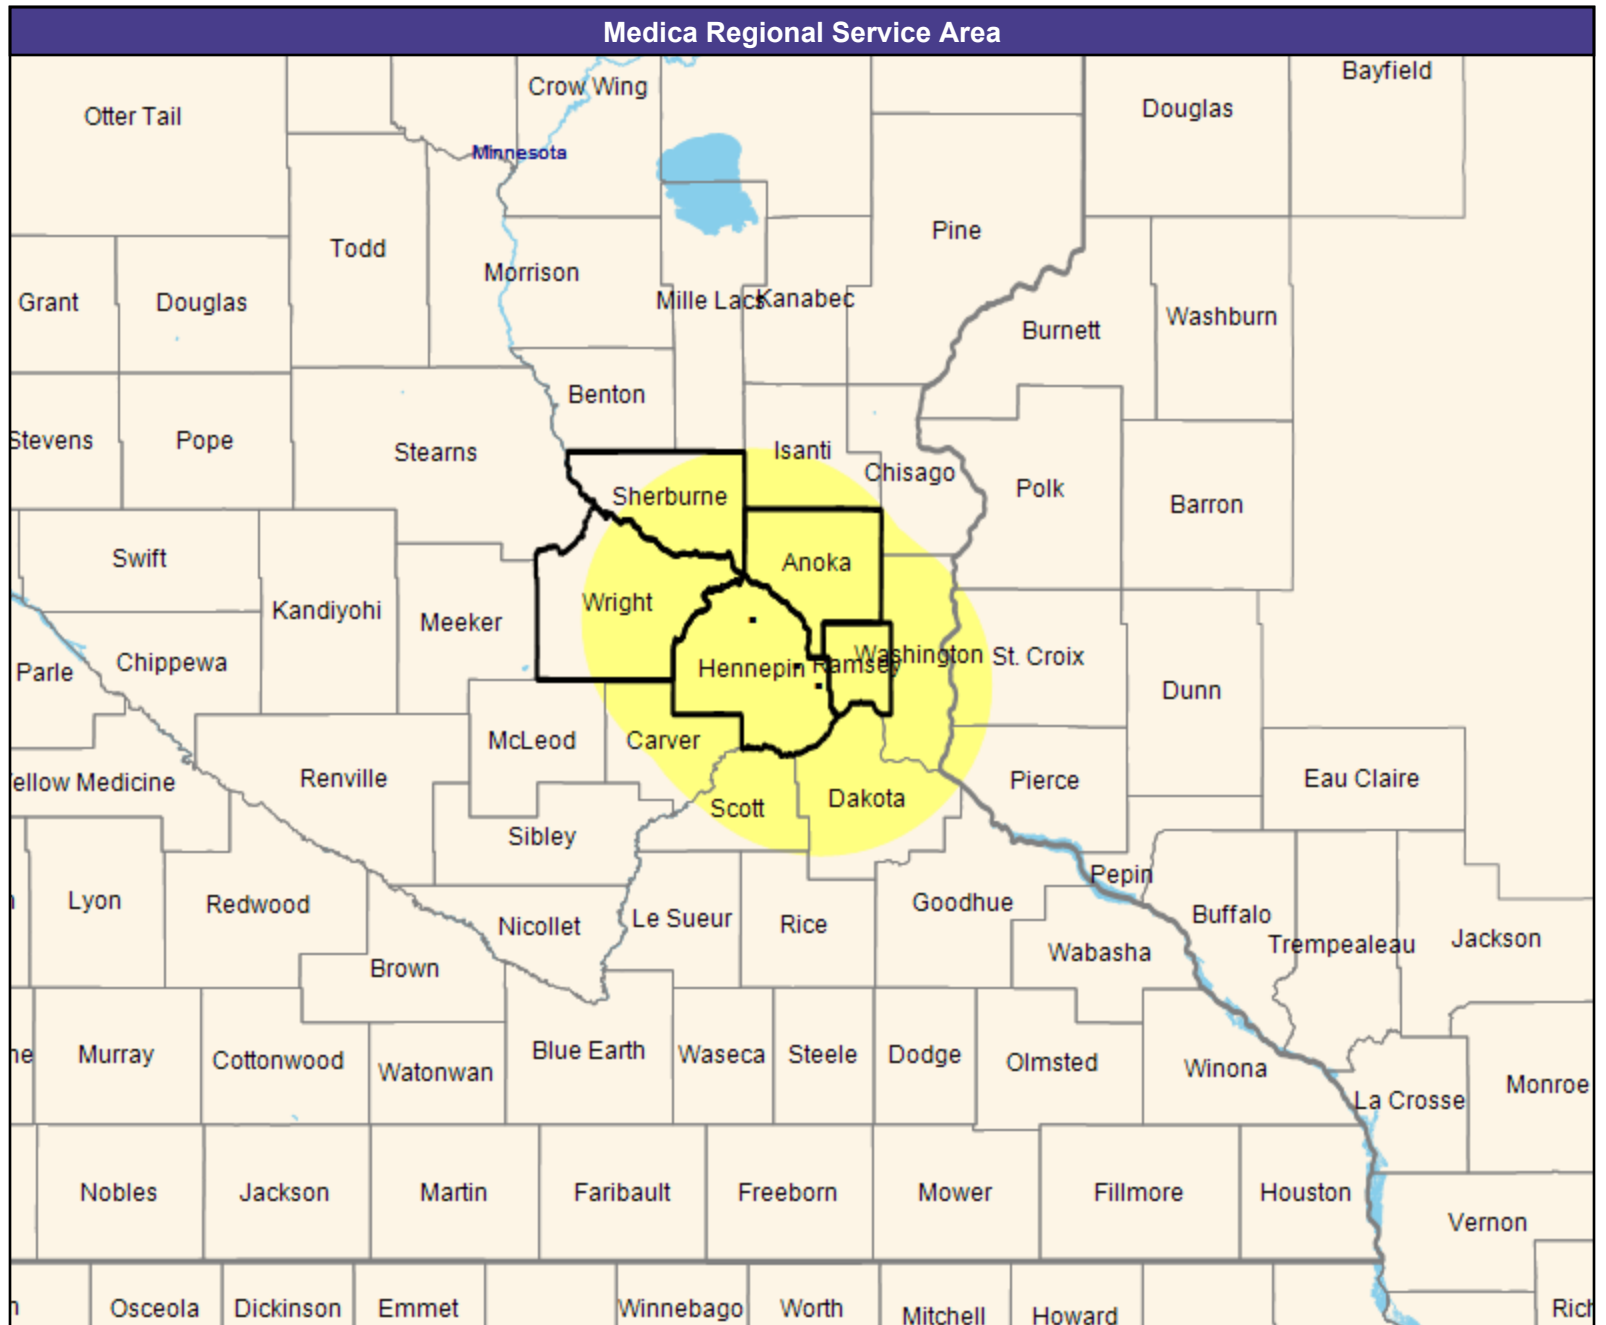 Medica Regional Service Area
Bayfield
Crow Wing
Douglas
Otter Tail
Minnesota
Pine
Todd
Morrison
Grant
Douglas
Mille Lacs
Kanabec
Washburn
Burnett
Benton
Stevens
Pope
Stearns
Isanti
Chisago
Polk
Sherburne
Barron
Swift
Anoka
Wright
Kandiyohi
Meeker
Chippewa
Parle
Hennepin
Ramsey
Washington
St. Croix
Dunn
McLeod
Carver
Renville
ellow Medicine
Pierce
Eau Claire
Scott
Dakota
Sibley
Pepin
Lyon
Redwood
Nicollet
Le Sueur
Rice
Goodhue
Buffalo
Trempealeau
Jackson
Wabasha
Brown
ne
Murray
Cottonwood
Watonwan
Blue Earth
Waseca
Steele
Dodge
Olmsted
Winona
La Crosse
Monroe
Nobles
Jackson
Martin
Faribault
Freeborn
Mower
Fillmore
Houston
Vernon
Osceola
Dickinson
Emmet
Winnebago
Worth
Mitchell
Howard
Rich